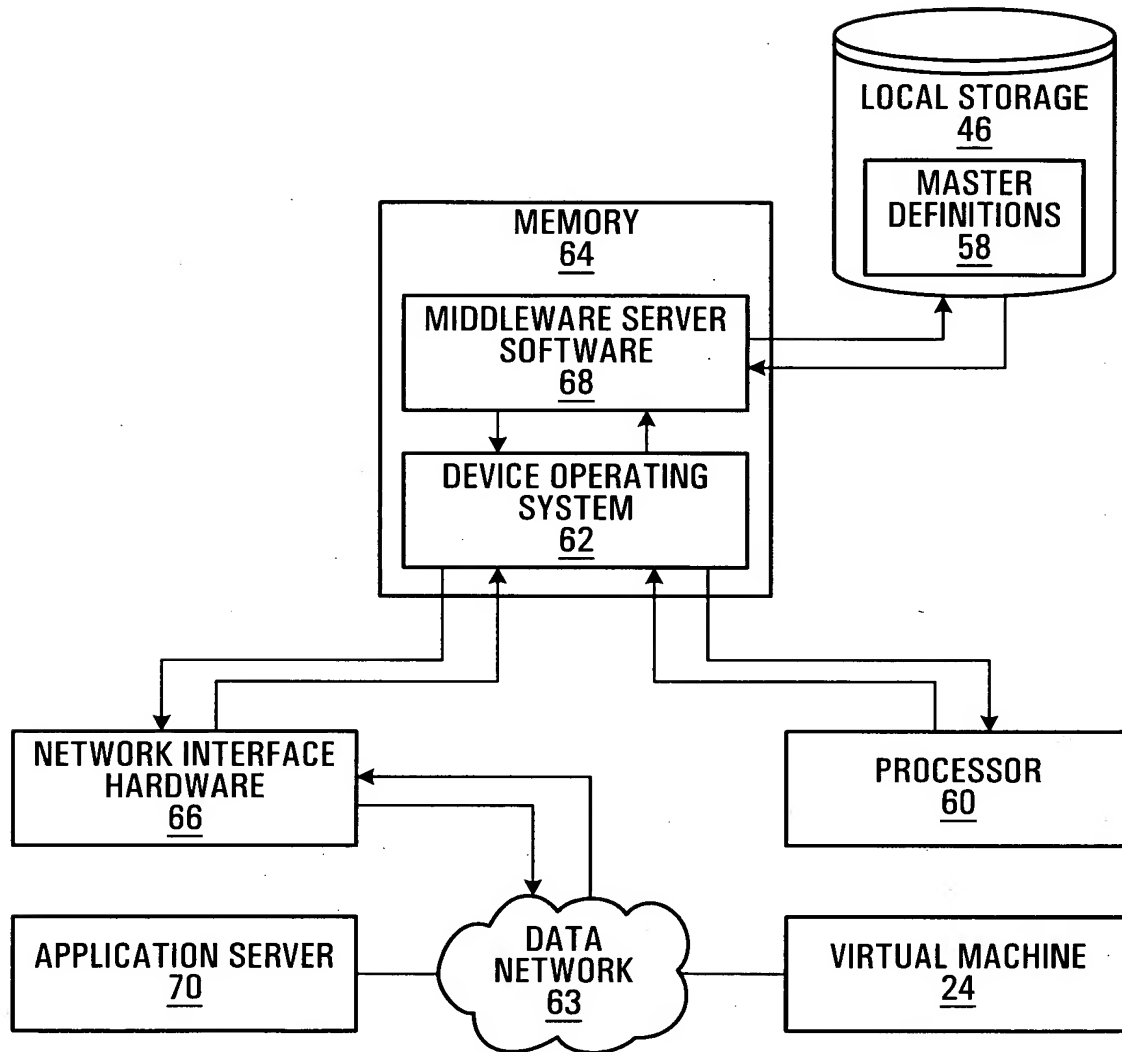 LOCAL STORAGE
46
MASTER
DEFINITIONS
58
MEMORY
64
MIDDLEWARE SERVER
SOFTWARE
68
DEVICE OPERATING
SYSTEM
62
NETWORK INTERFACE
HARDWARE
66
PROCESSOR
60
APPLICATION SERVER
70
DATA
NETWORK
63
VIRTUAL MACHINE
24